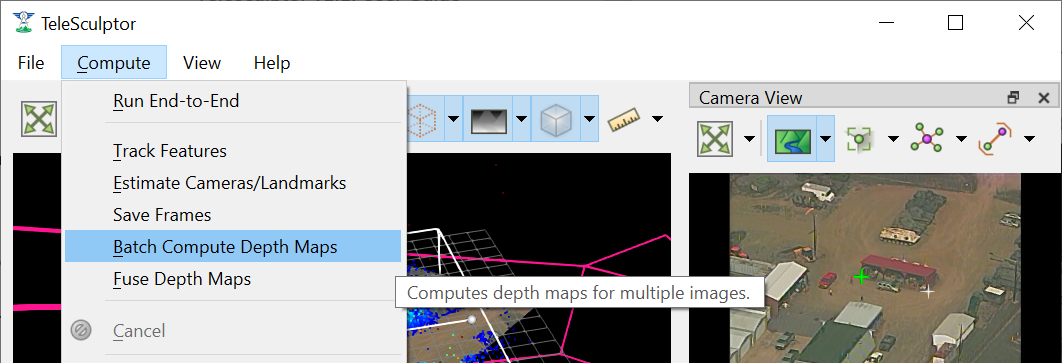 TeleSculptor
File Compute View Help
Run End-to-End
Camera View
Track Features
Estimate Cameras/Landmarks
Save Frames
Batch Compute Depth Maps
Fuse Depth Maps
Computes depth maps for multiple images.
Cancel